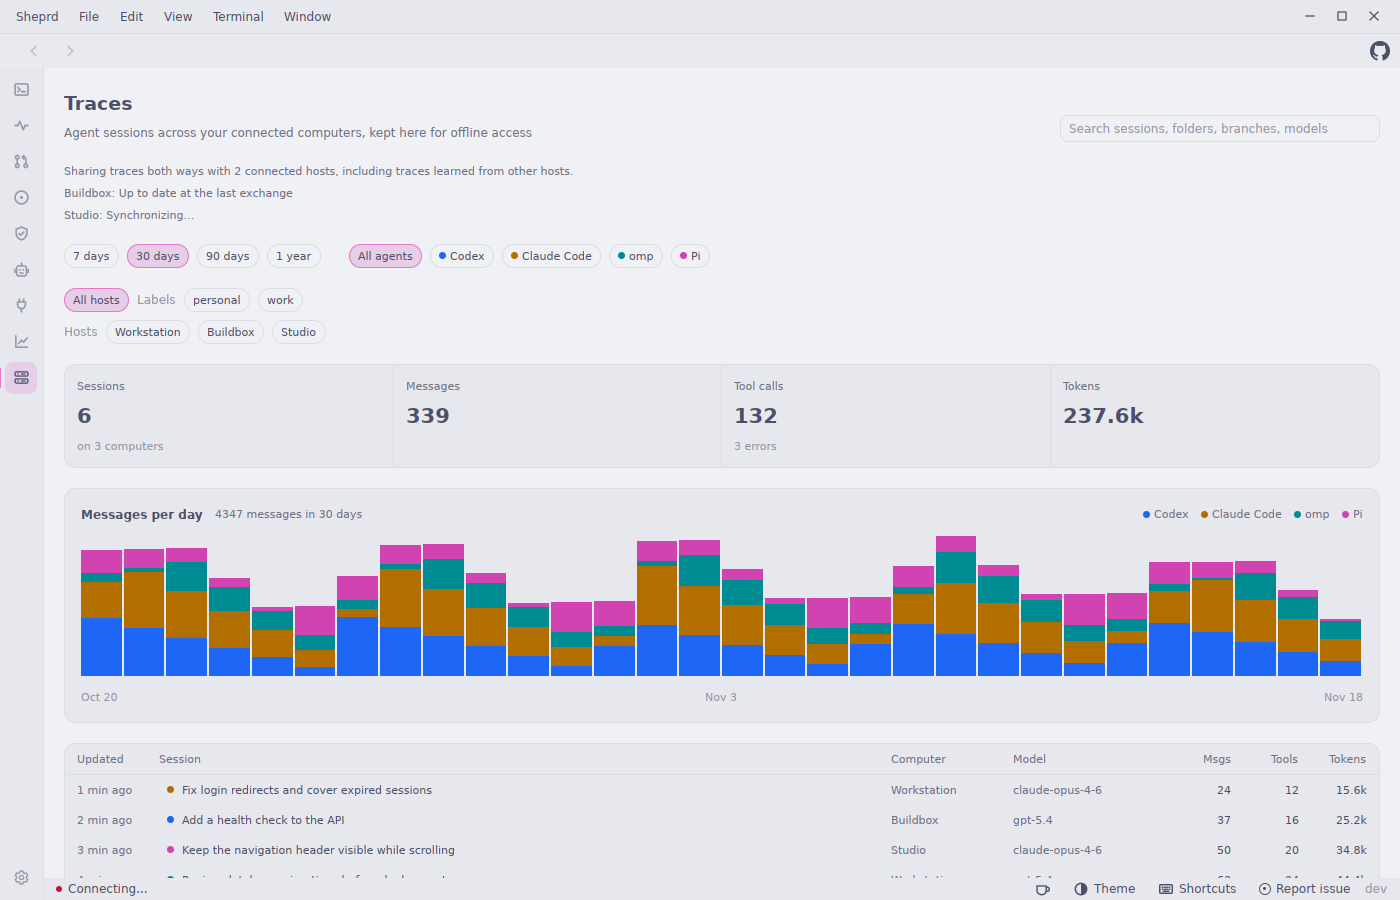 Sheprd File Edit View Terminal Window
Traces
Agent sessions across your connected computers, kept here for offline access
Search sessions, folders, branches, models
Sharing traces both ways with 2 connected hosts, including traces learned from other hosts.
Buildbox: Up to date at the last exchange
Studio: Synchronizing...
7 days 30 days 90 days 1 year All agents Codex Claude Code omp Pi
All hosts Labels personal work
Hosts Workstation Buildbox Studio
Sessions Messages Tool calls Tokens
6 339 132 237.6k
on 3 computers 3 errors
Messages per day 4347 messages in 30 days Codex Claude Code omp Pi
Oct 20 Nov 3 Nov 18
Updated Session Computer Model Msgs Tools Tokens
1 min ago Fix login redirects and cover expired sessions Workstation claude-opus-4-6 24 12 15.6k
2 min ago Add a health check to the API Buildbox gpt-5.4 37 16 25.2k
3 min ago Keep the navigation header visible while scrolling Studio claude-opus-4-6 50 20 34.8k
Connecting... Theme Shortcuts Report issue dev